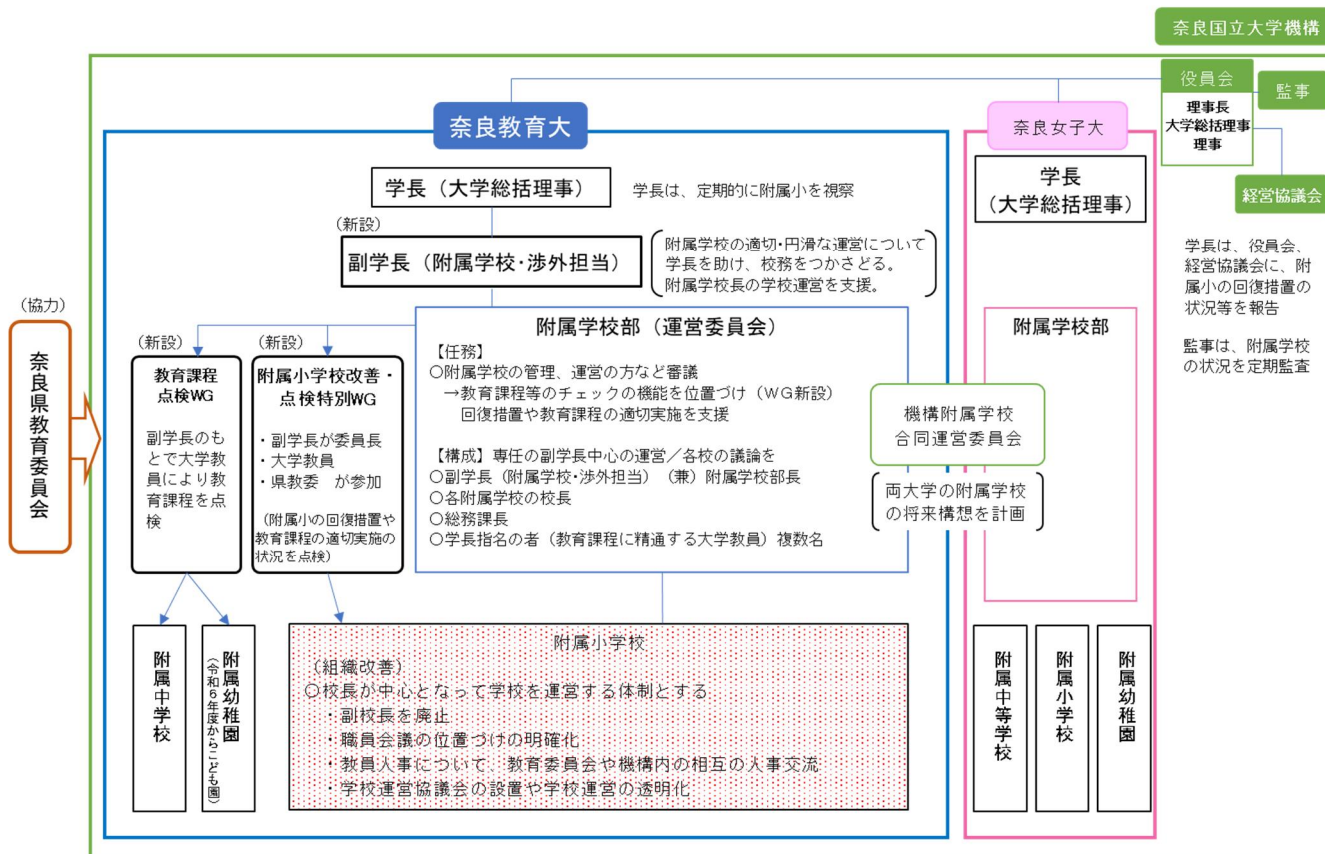 奈良国立大学機構
役員会
理事長
大学総括理事
理事
監事
経営協議会
学長は、役員会、
経営協議会に、附
属小の回復措置の
状況等を報告
監事は、附属学校
の状況を定期監査
(協力)
奈良県教育委員会
奈良教育大
学長(大学総括理事)
学長は、定期的に附属小を視察
(新設)
副学長(附属学校・渉外担当)
附属学校の適切・円滑な運営について
学長を助け、校務をつかさどる。
附属学校長の学校運営を支援。
(新設)
教育課程
点検WG
副学長のも
とで大学教
員により教
育課程を点
検
(新設)
附属小学校改善・
点検特別WG
・副学長が委員長
・大学教員
・県教委 が参加
(附属小の回復措置や
教育課程の適切実施の
状況を点検)
附属学校部(運営委員会)
【任務】
○附属学校の管理、運営の方など審議
→教育課程等のチェックの機能を位置づけ(WG新設)
回復措置や教育課程の適切実施を支援
【構成】専任の副学長中心の運営/各校の議論を
○副学長(附属学校・渉外担当)(兼)附属学校部長
○各附属学校の校長
○総務課長
○学長指名の者(教育課程に精通する大学教員)複数名
機構附属学校
合同運営委員会
両大学の附属学校
の将来構想を計画
附属中学校
附属幼稚園
(令和6年度からこども園)
附属小学校
(組織改善)
○校長が中心となって学校を運営する体制とする
・副校長を廃止
・職員会議の位置づけの明確化
・教員人事について、教育委員会や機構内の相互の人事交流
・学校運営協議会の設置や学校運営の透明化
奈良女子大
学長
(大学総括理事)
附属学校部
附属中等学校
附属小学校
附属幼稚園